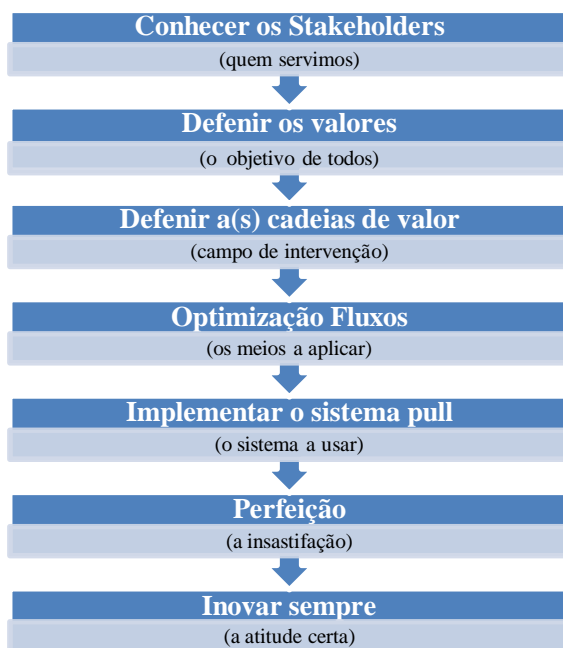 Conhecer os Stakeholders
(quem servimos)
Defenir os valores
(o objetivo de todos)
Defenir a(s) cadeias de valor
(campo de intervenção)
Optimização Fluxos
(os meios a aplicar)
Implementar o sistema pull
(o sistema a usar)
Perfeição
(a insastifação)
Inovar sempre
(a atitude certa)